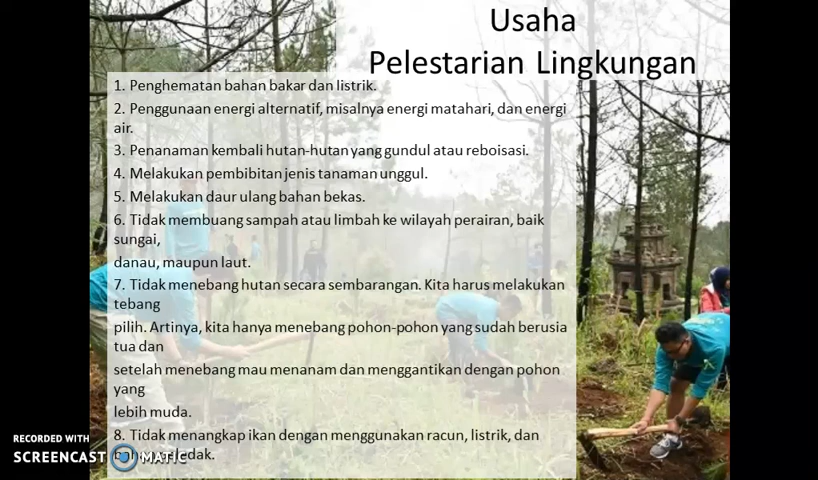 Usaha
Pelestarian Lingkungan
1. Penghematan bahan bakar dan listrik.
2. Penggunaan energi alternatif, misalnya energi matahari, dan energi
air.
3. Penanaman kembali hutan-hutan yang gundul atau reboisasi.
4. Melakukan pembibitan jenis tanaman unggul.
5. Melakukan daur ulang bahan bekas.
6. Tidak membuang sampah atau limbah ke wilayah perairan, baik
sungai,
danau, maupun laut.
7. Tidak menebang hutan secara sembarangan. Kita harus melakukan
tebang
pilih. Artinya, kita hanya menebang pohon-pohon yang sudah berusia
tua dan
setelah menebang mau menanam dan menggantikan dengan pohon
yang
lebih muda.
8. Tidak menangkap ikan dengan menggunakan racun, listrik, dan
RECORDED WITH
SCREENCAST MATIC